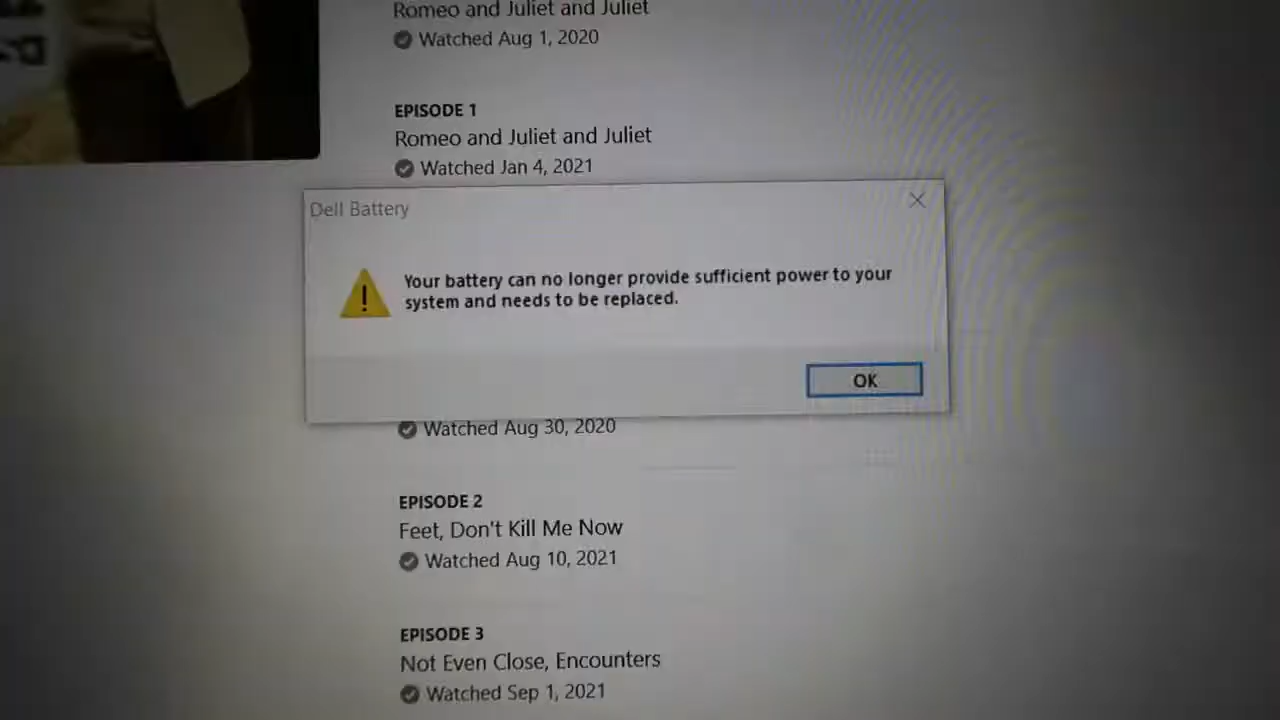 Romeo and Juliet and Juliet
Watched Aug 1, 2020
EPISODE 1
Romeo and Juliet and Juliet
Watched Jan 4, 2021
Dell Battery
Your battery can no longer provide sufficient power to your
system and needs to be replaced.
OK
Watched Aug 30, 2020
EPISODE 2
Feet, Don't Kill Me Now
Watched Aug 10, 2021
EPISODE 3
Not Even Close, Encounters
Watched Sep 1, 2021